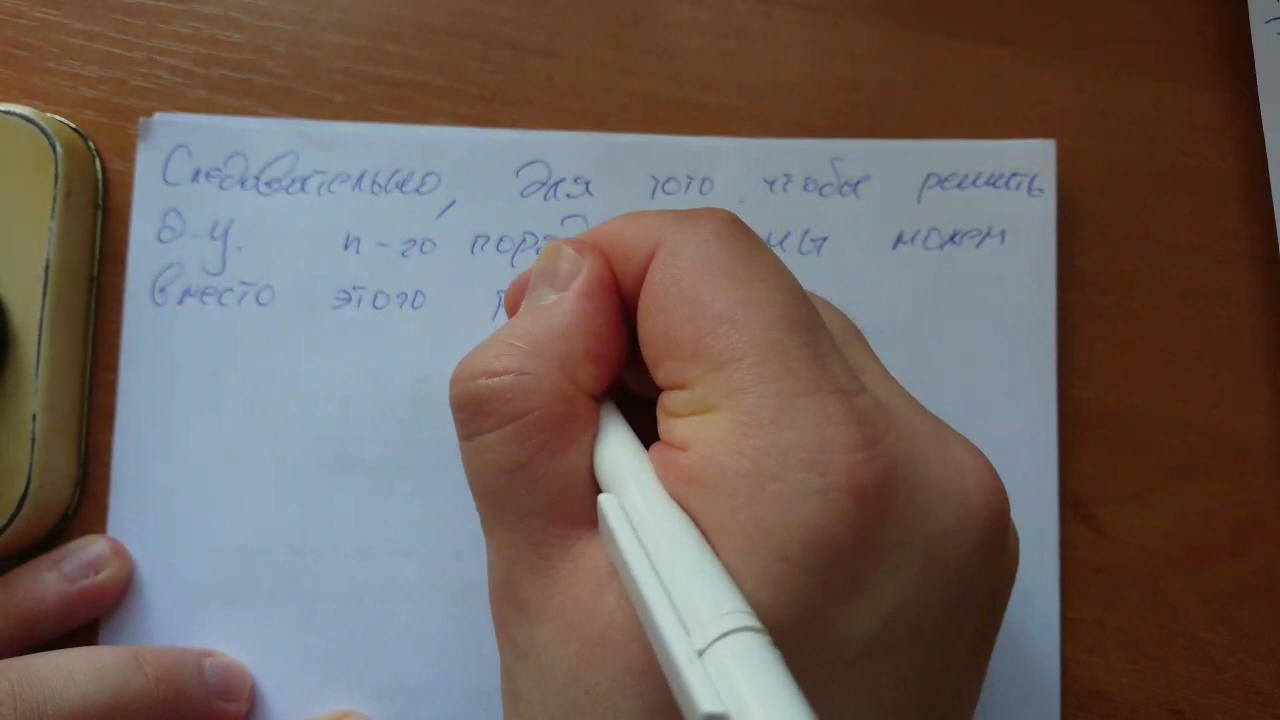 Следовательно, для того чтобы решить
д.у. n-го мы можем
вместо этого